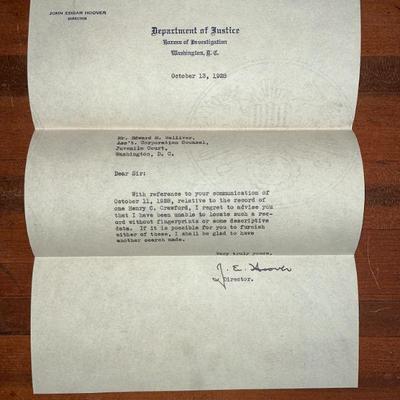 JOHN EDGAR HOOVER
DIRECTOR
Department of Justice
Bureau of Investigation
Washington, D. C.
October 13, 1928
Mr. Edward M. Welliver,
Ass't. Corporation Counsel,
Juvenile Court,
Washington, D. C.
Dear Sir:
With reference to your communication of
October 11, 1928, relative to the record of
one Henry C. Crawford, I regret to advise you
that I have been unable to locate such a re-
cord without fingerprints or some descriptive
data. If it is possible for you to furnish
either of these, I shall be glad to have
another search made.
Very truly yours,
J. E. Hoover
Director.